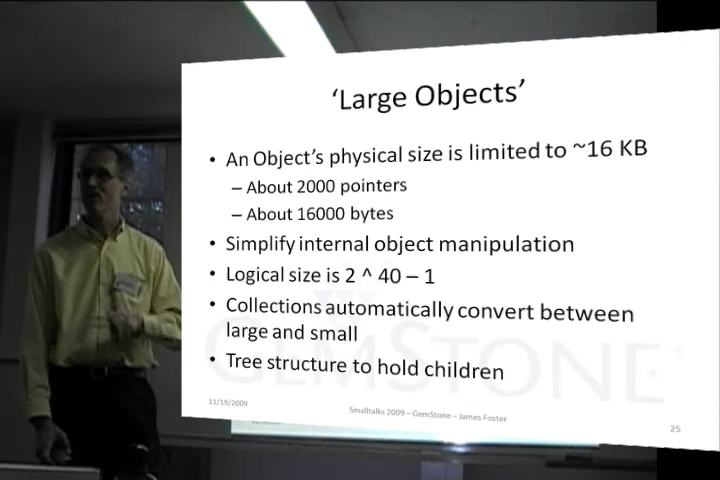 ‘Large Objects’
• An Object’s physical size is limited to ~16 KB
– About 2000 pointers
– About 16000 bytes
• Simplify internal object manipulation
• Logical size is 2 ^ 40 – 1
• Collections automatically convert between
large and small
• Tree structure to hold children
GEMSTONE
11/19/2009
Smalltalks 2009 – GemStone – James Foster
25